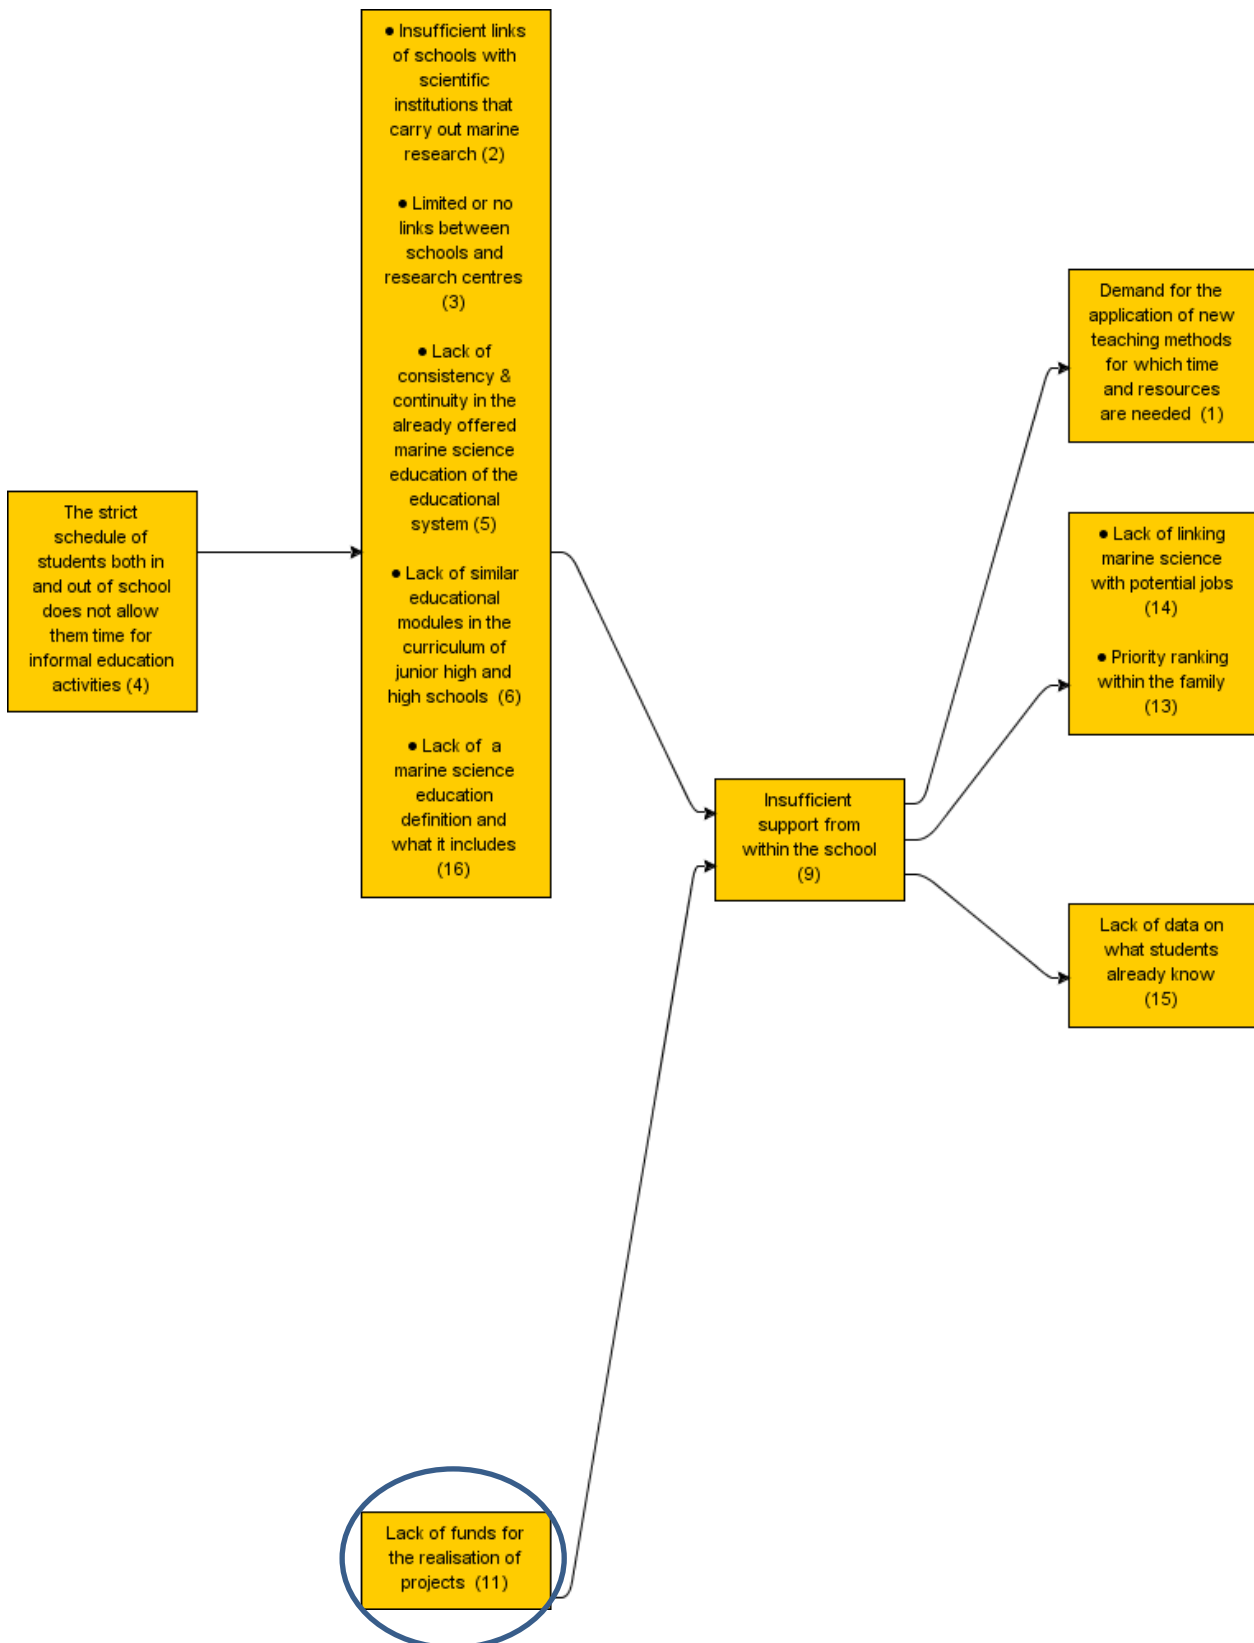 The strict
schedule of
students both in
and out of school
does not allow
them time for
informal education
activities (4)
● Insufficient links
of schools with
scientific
institutions that
carry out marine
research (2)
● Limited or no
links between
schools and
research centres
(3)
● Lack of
consistency &
continuity in the
already offered
marine science
education of the
educational
system (5)
● Lack of similar
educational
modules in the
curriculum of
junior high and
high schools (6)
● Lack of a
marine science
education
definition and
what it includes
(16)
Lack of funds for
the realisation of
projects (11)
Insufficient
support from
within the school
(9)
Demand for the
application of new
teaching methods
for which time
and resources
are needed (1)
● Lack of linking
marine science
with potential jobs
(14)
● Priority ranking
within the family
(13)
Lack of data on
what students
already know
(15)